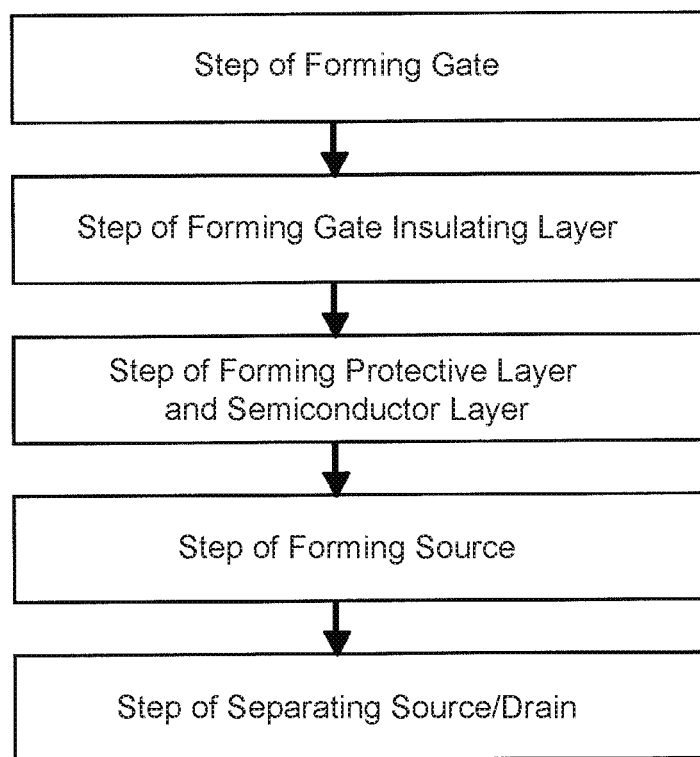 Step of Forming Gate
Step of Forming Gate Insulating Layer
Step of Forming Protective Layer
and Semiconductor Layer
Step of Forming Source
Step of Separating Source/Drain